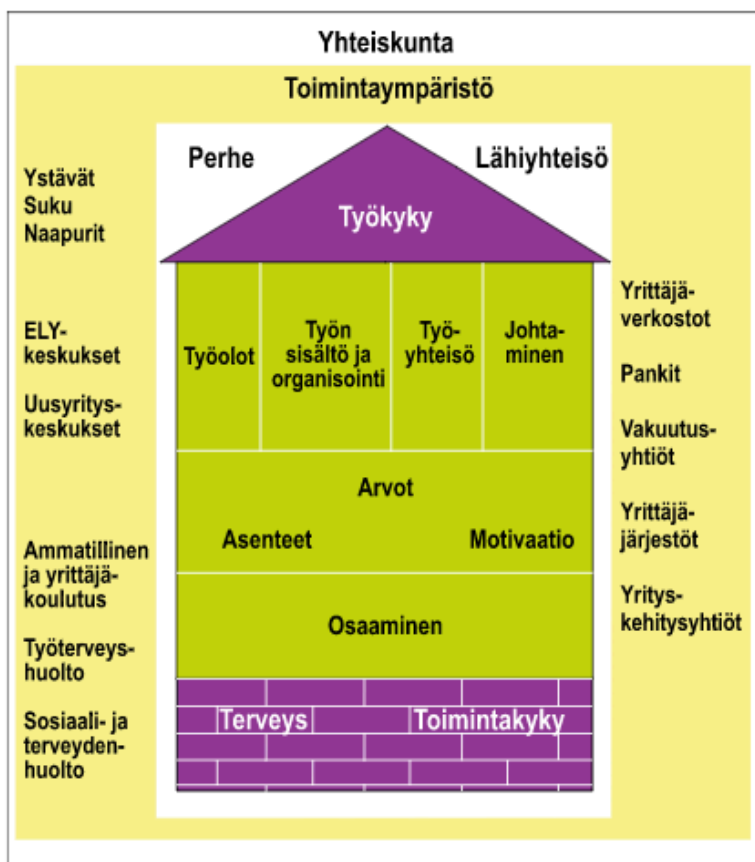 Yhteiskunta
Toimintaympäristö
Perhe
Lähiyhteisö
Työkyky
Ystävät
Suku
Naapurit
ELY-
keskukset
Uusyritys-
keskukset
Ammatillinen
ja yrittäjä-
koulutus
Työterveys-
huolto
Sosiaali- ja
terveyden-
huolto
Työolot
Työn
sisältö ja
organisointi
Työ-
yhteisö
Johta-
minen
Arvot
Asenteet
Motivaatio
Osaaminen
Terveys
Toimintakyky
Yrittäjä-
verkostot
Pankit
Vakuutus-
yhtiöt
Yrittäjä-
järjestöt
Yritys-
kehitysyhtiöt